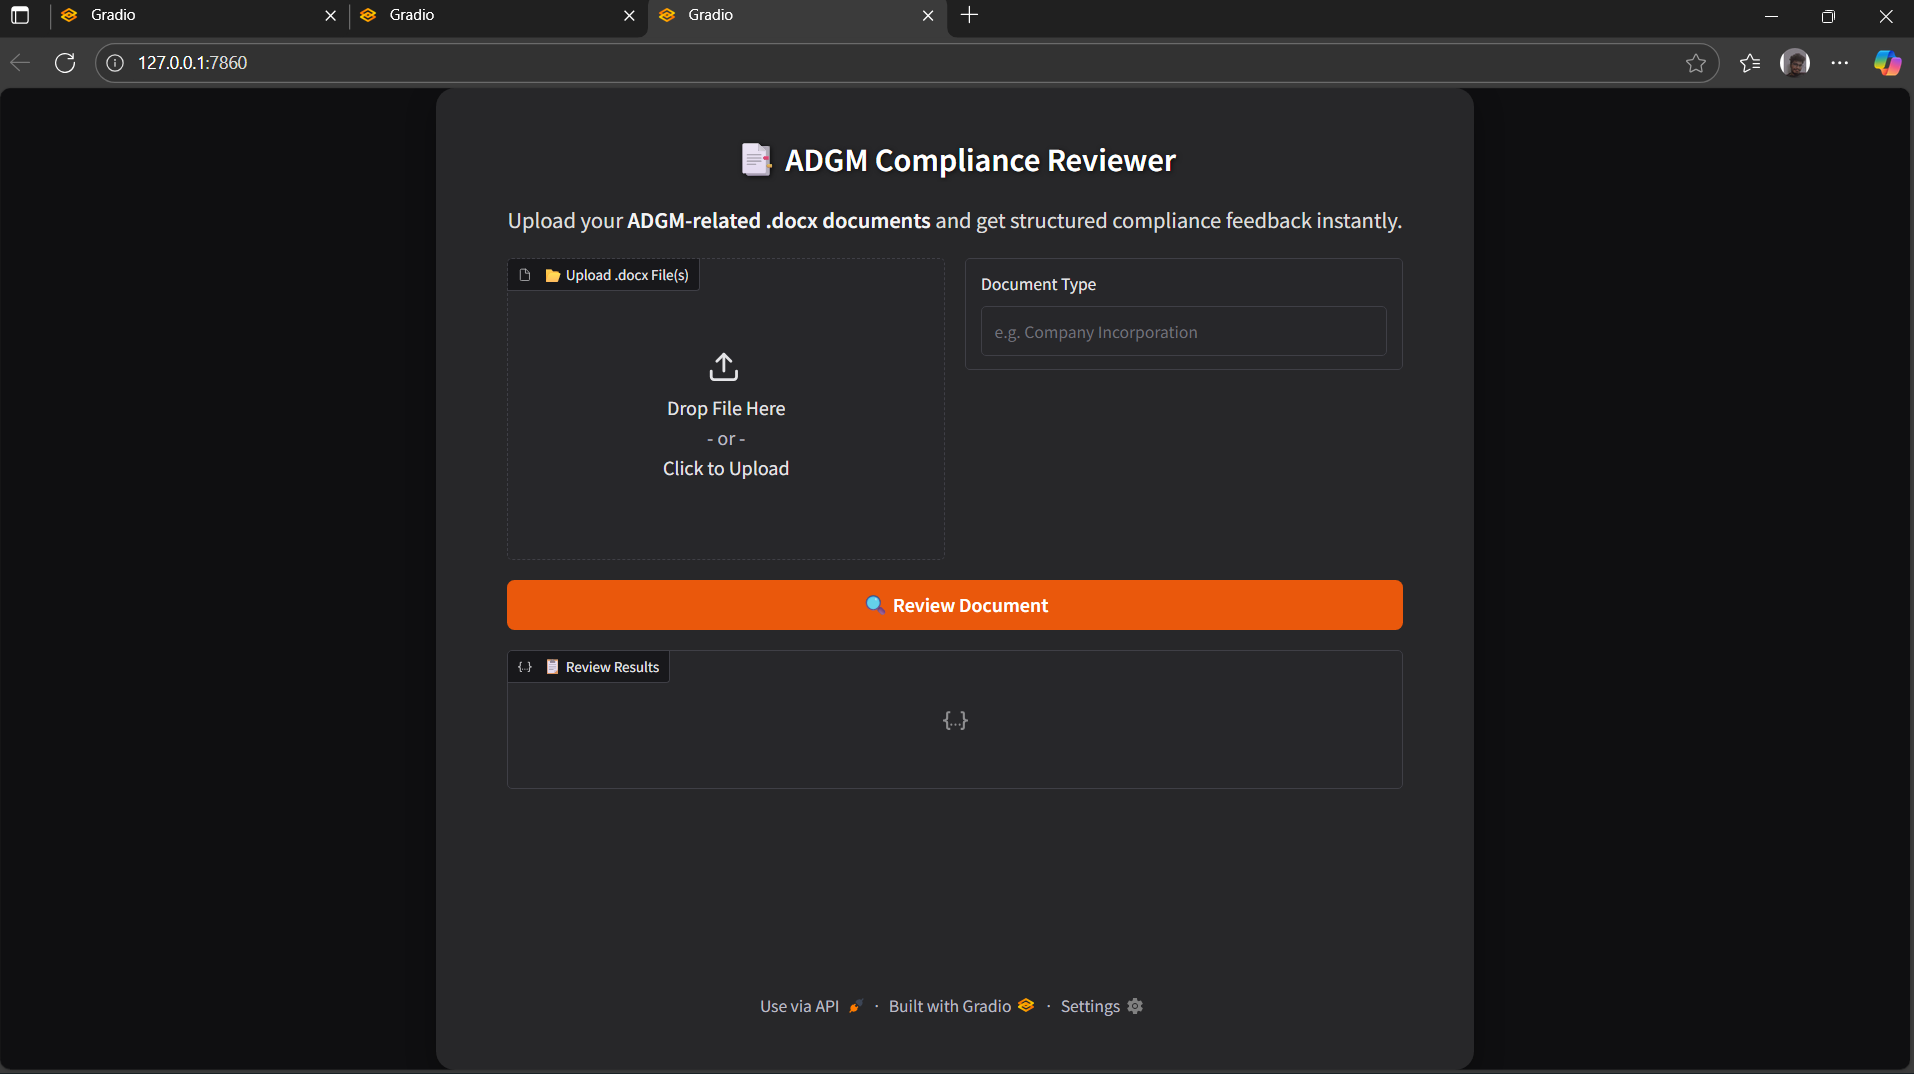 Gradio
Gradio
Gradio
127.0.0.1:7860
ADGM Compliance Reviewer
Upload your ADGM-related .docx documents and get structured compliance feedback instantly.
Upload .docx File(s)
Drop File Here
- or -
Click to Upload
Document Type
e.g. Company Incorporation
Review Document
{..} Review Results
{...}
Use via API · Built with Gradio · Settings